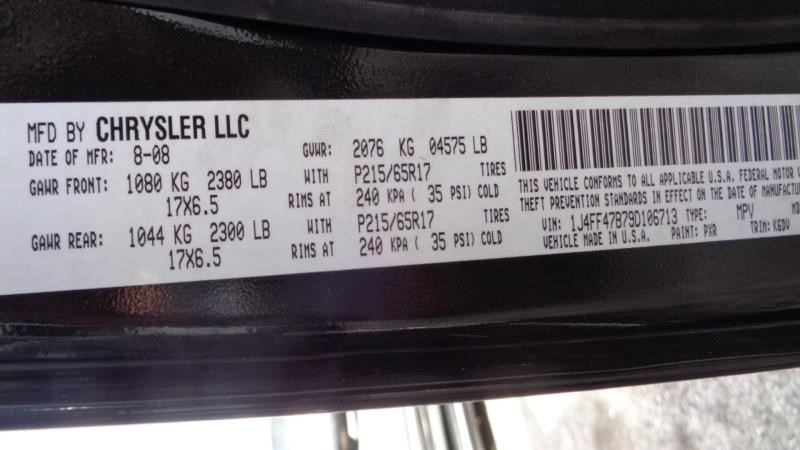 MFD BY CHRYSLER LLC
DATE OF MFR: 8-08 GVWR: 2076 KG 04575 LB
GAWR FRONT: 1080 KG 2380 LB WITH P215/65R17 TIRES
17X6.5 RIMS AT 240 KPA ( 35 PSI) COLD
GAWR REAR: 1044 KG 2300 LB WITH P215/65R17 TIRES
17X6.5 RIMS AT 240 KPA ( 35 PSI) COLD
THIS VEHICLE CONFORMS TO ALL APPLICABLE U.S.A. FEDERAL MOTOR
THEFT PREVENTION STANDARDS IN EFFECT ON THE DATE OF MANUFACTU
VIN: 1J4FF47B79D106713 TYPE: MPV
VEHICLE MADE IN U.S.A. PAINT: PXR TRIM: K6DV